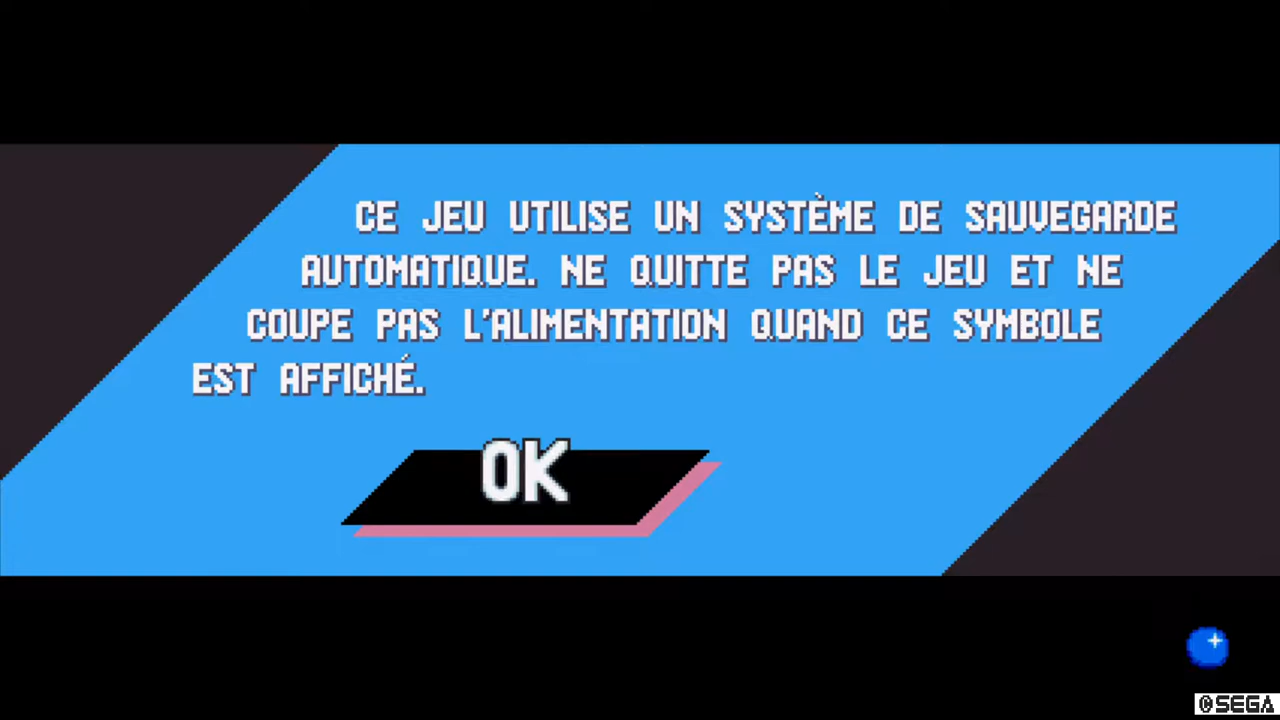 CE JEU UTILISE UN SYSTÈME DE SAUVEGARDE
AUTOMATIQUE. NE QUITTE PAS LE JEU ET NE
COUPE PAS L'ALIMENTATION QUAND CE SYMBOLE
EST AFFICHÉ.
OK
©SEGA